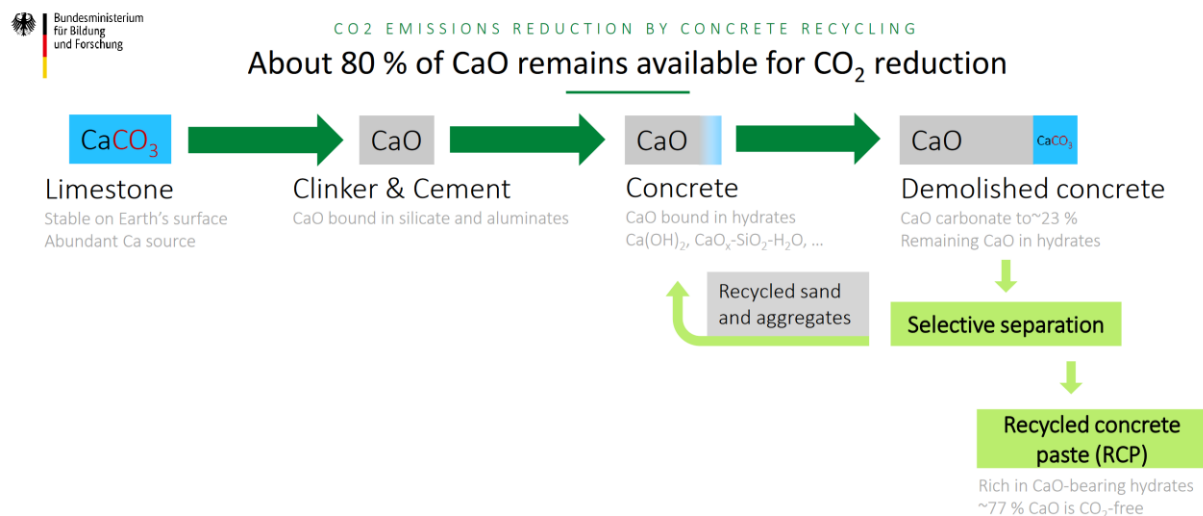 Bundesministerium
für Bildung
und Forschung
CO2 EMISSIONS REDUCTION BY CONCRETE RECYCLING
About 80 % of CaO remains available for CO₂ reduction
CaCO₃
CaO
CaO
CaO
CaCO₃
Limestone
Stable on Earth's surface
Abundant Ca source
Clinker & Cement
CaO bound in silicate and aluminates
Concrete
CaO bound in hydrates
Ca(OH)₂, CaOₓ-SiO₂-H₂O, ...
Demolished concrete
CaO carbonate to~23 %
Remaining CaO in hydrates
Recycled sand
and aggregates
Selective separation
Recycled concrete
paste (RCP)
Rich in CaO-bearing hydrates
~77 % CaO is CO₂-free